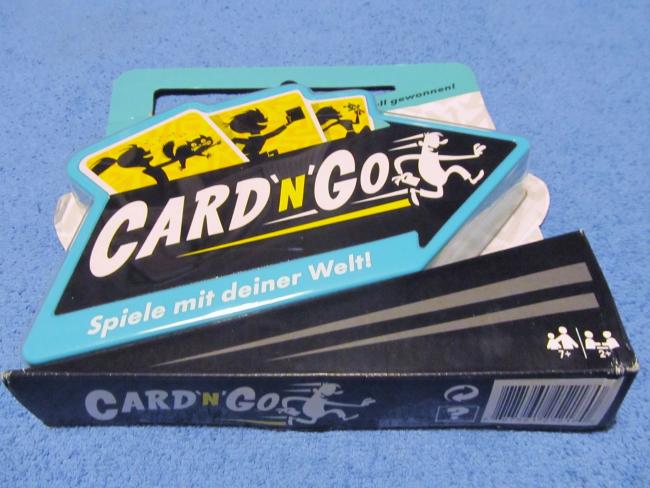 ll gewonnen!
CARD'N'GO
Spiele mit deiner Welt!
7+ 2+
CARD'N'GO
?